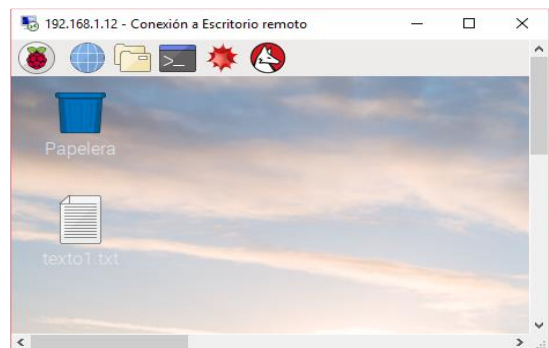 192.168.1.12 - Conexión a Escritorio remoto
>_
Papelera
texto1.txt